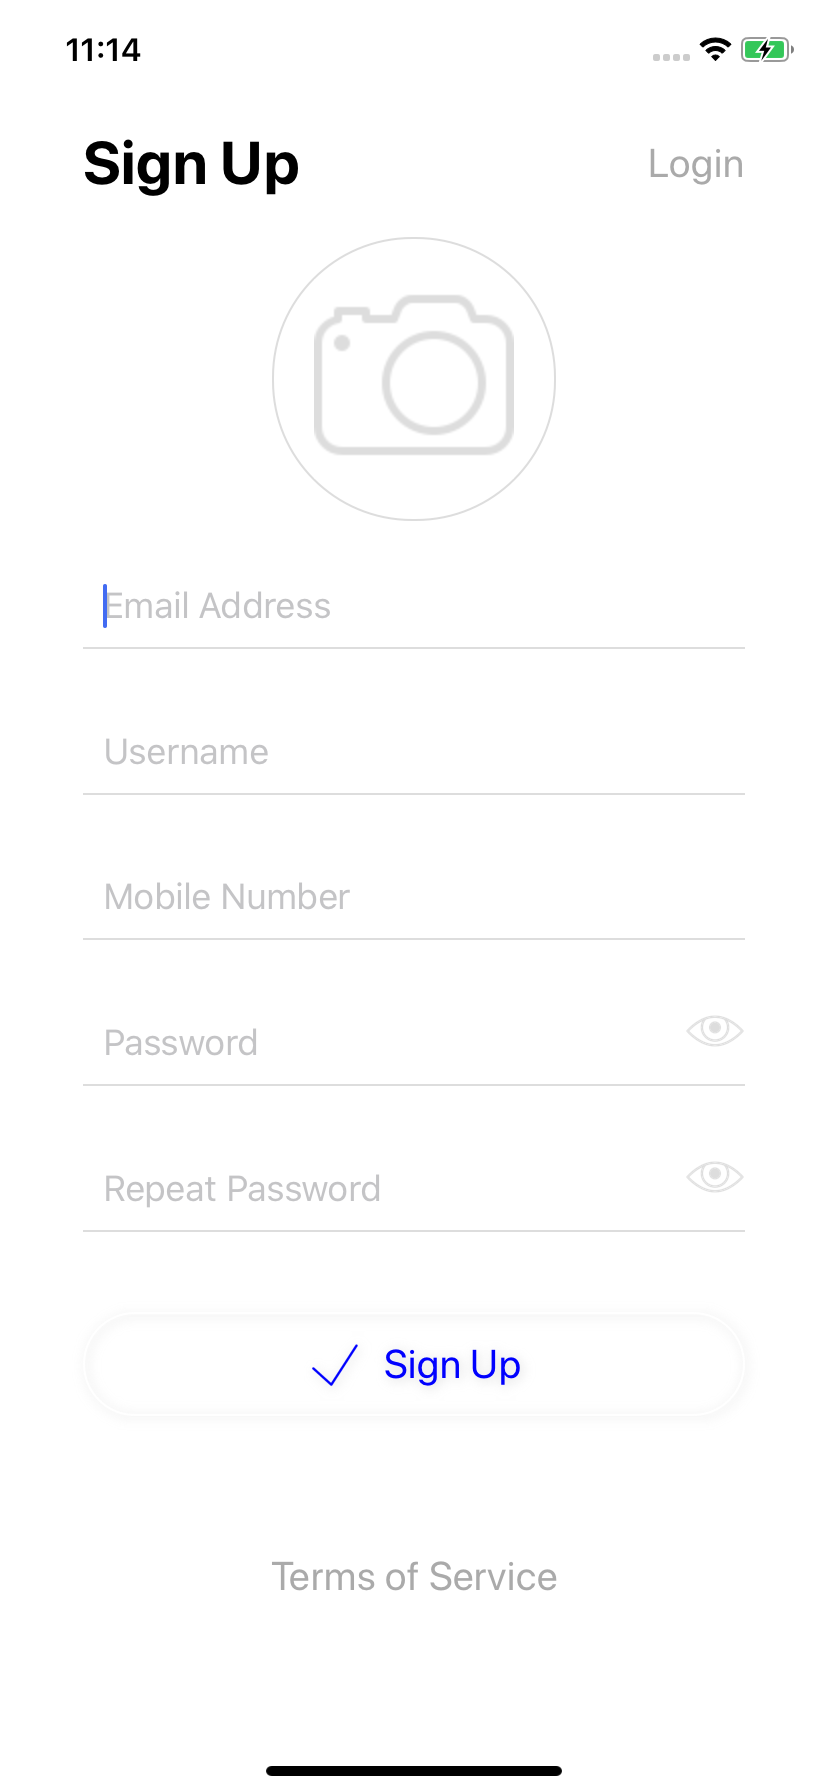 11:14
Sign Up
Login
Email Address
Username
Mobile Number
Password
Repeat Password
Sign Up
Terms of Service